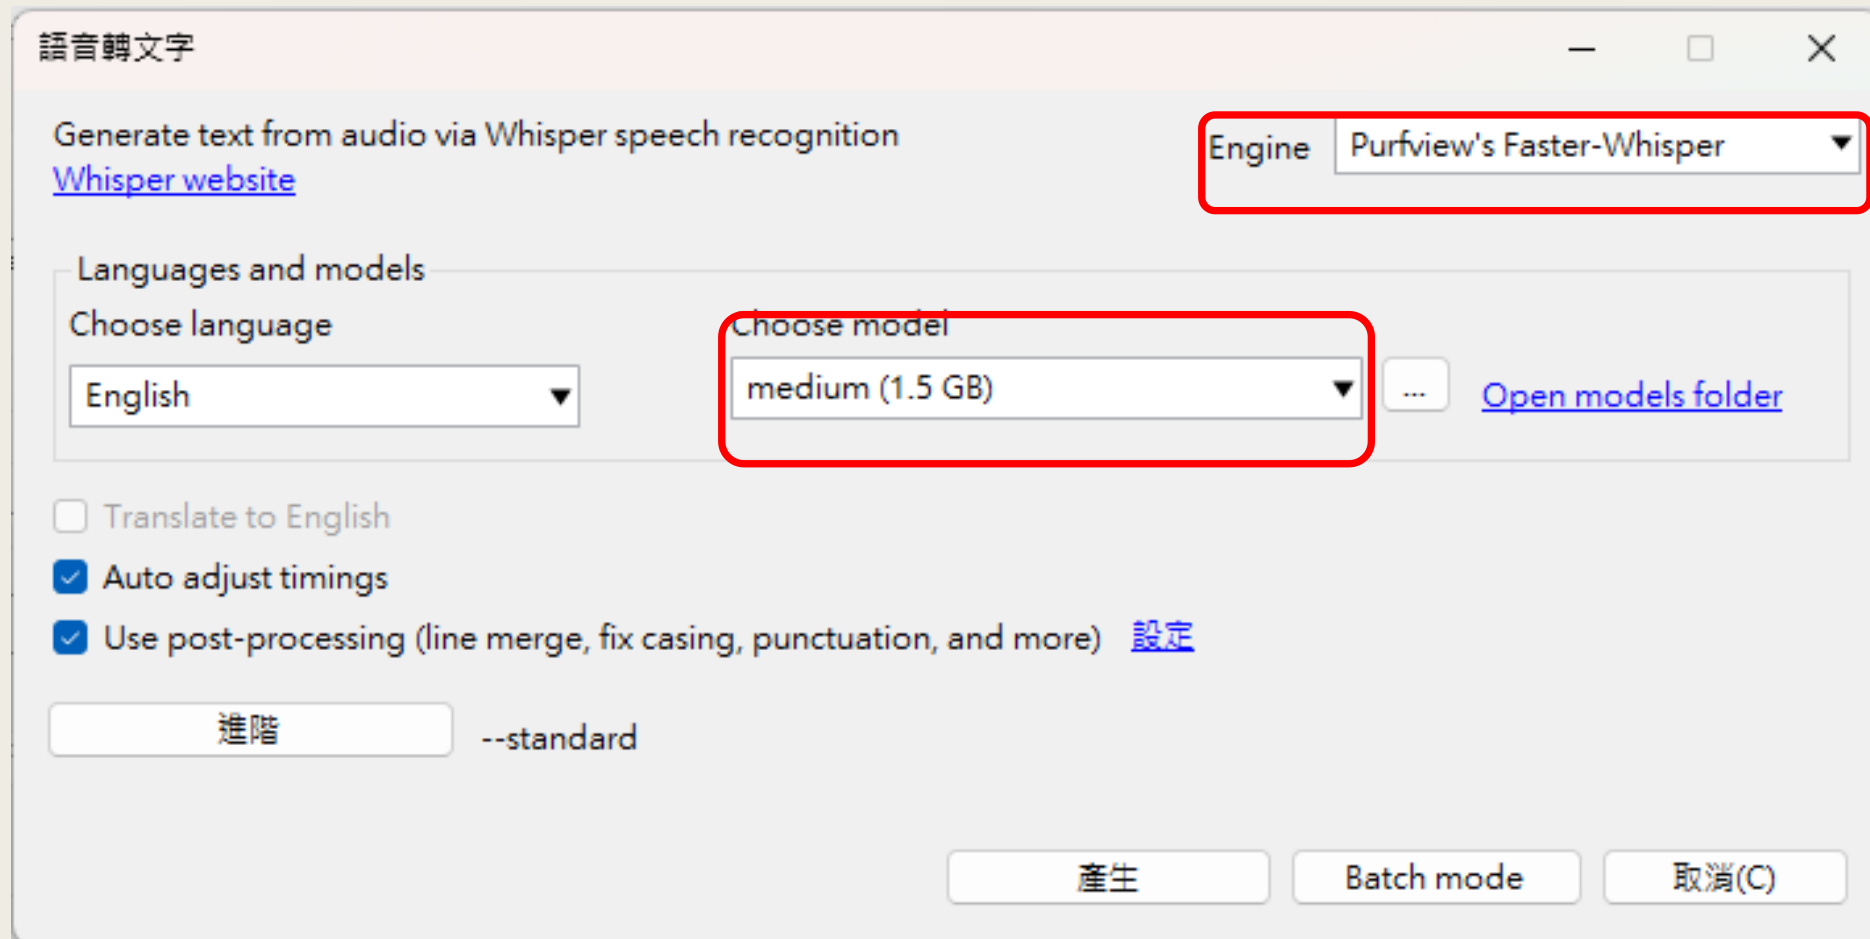 語音轉文字
Generate text from audio via Whisper speech recognition
Whisper website
Engine
Purfview's Faster-Whisper
Languages and models
Choose language
English
Choose model
medium (1.5 GB)
...
Open models folder
Translate to English
Auto adjust timings
Use post-processing (line merge, fix casing, punctuation, and more) 設定
進階
--standard
產生
Batch mode
取消(C)